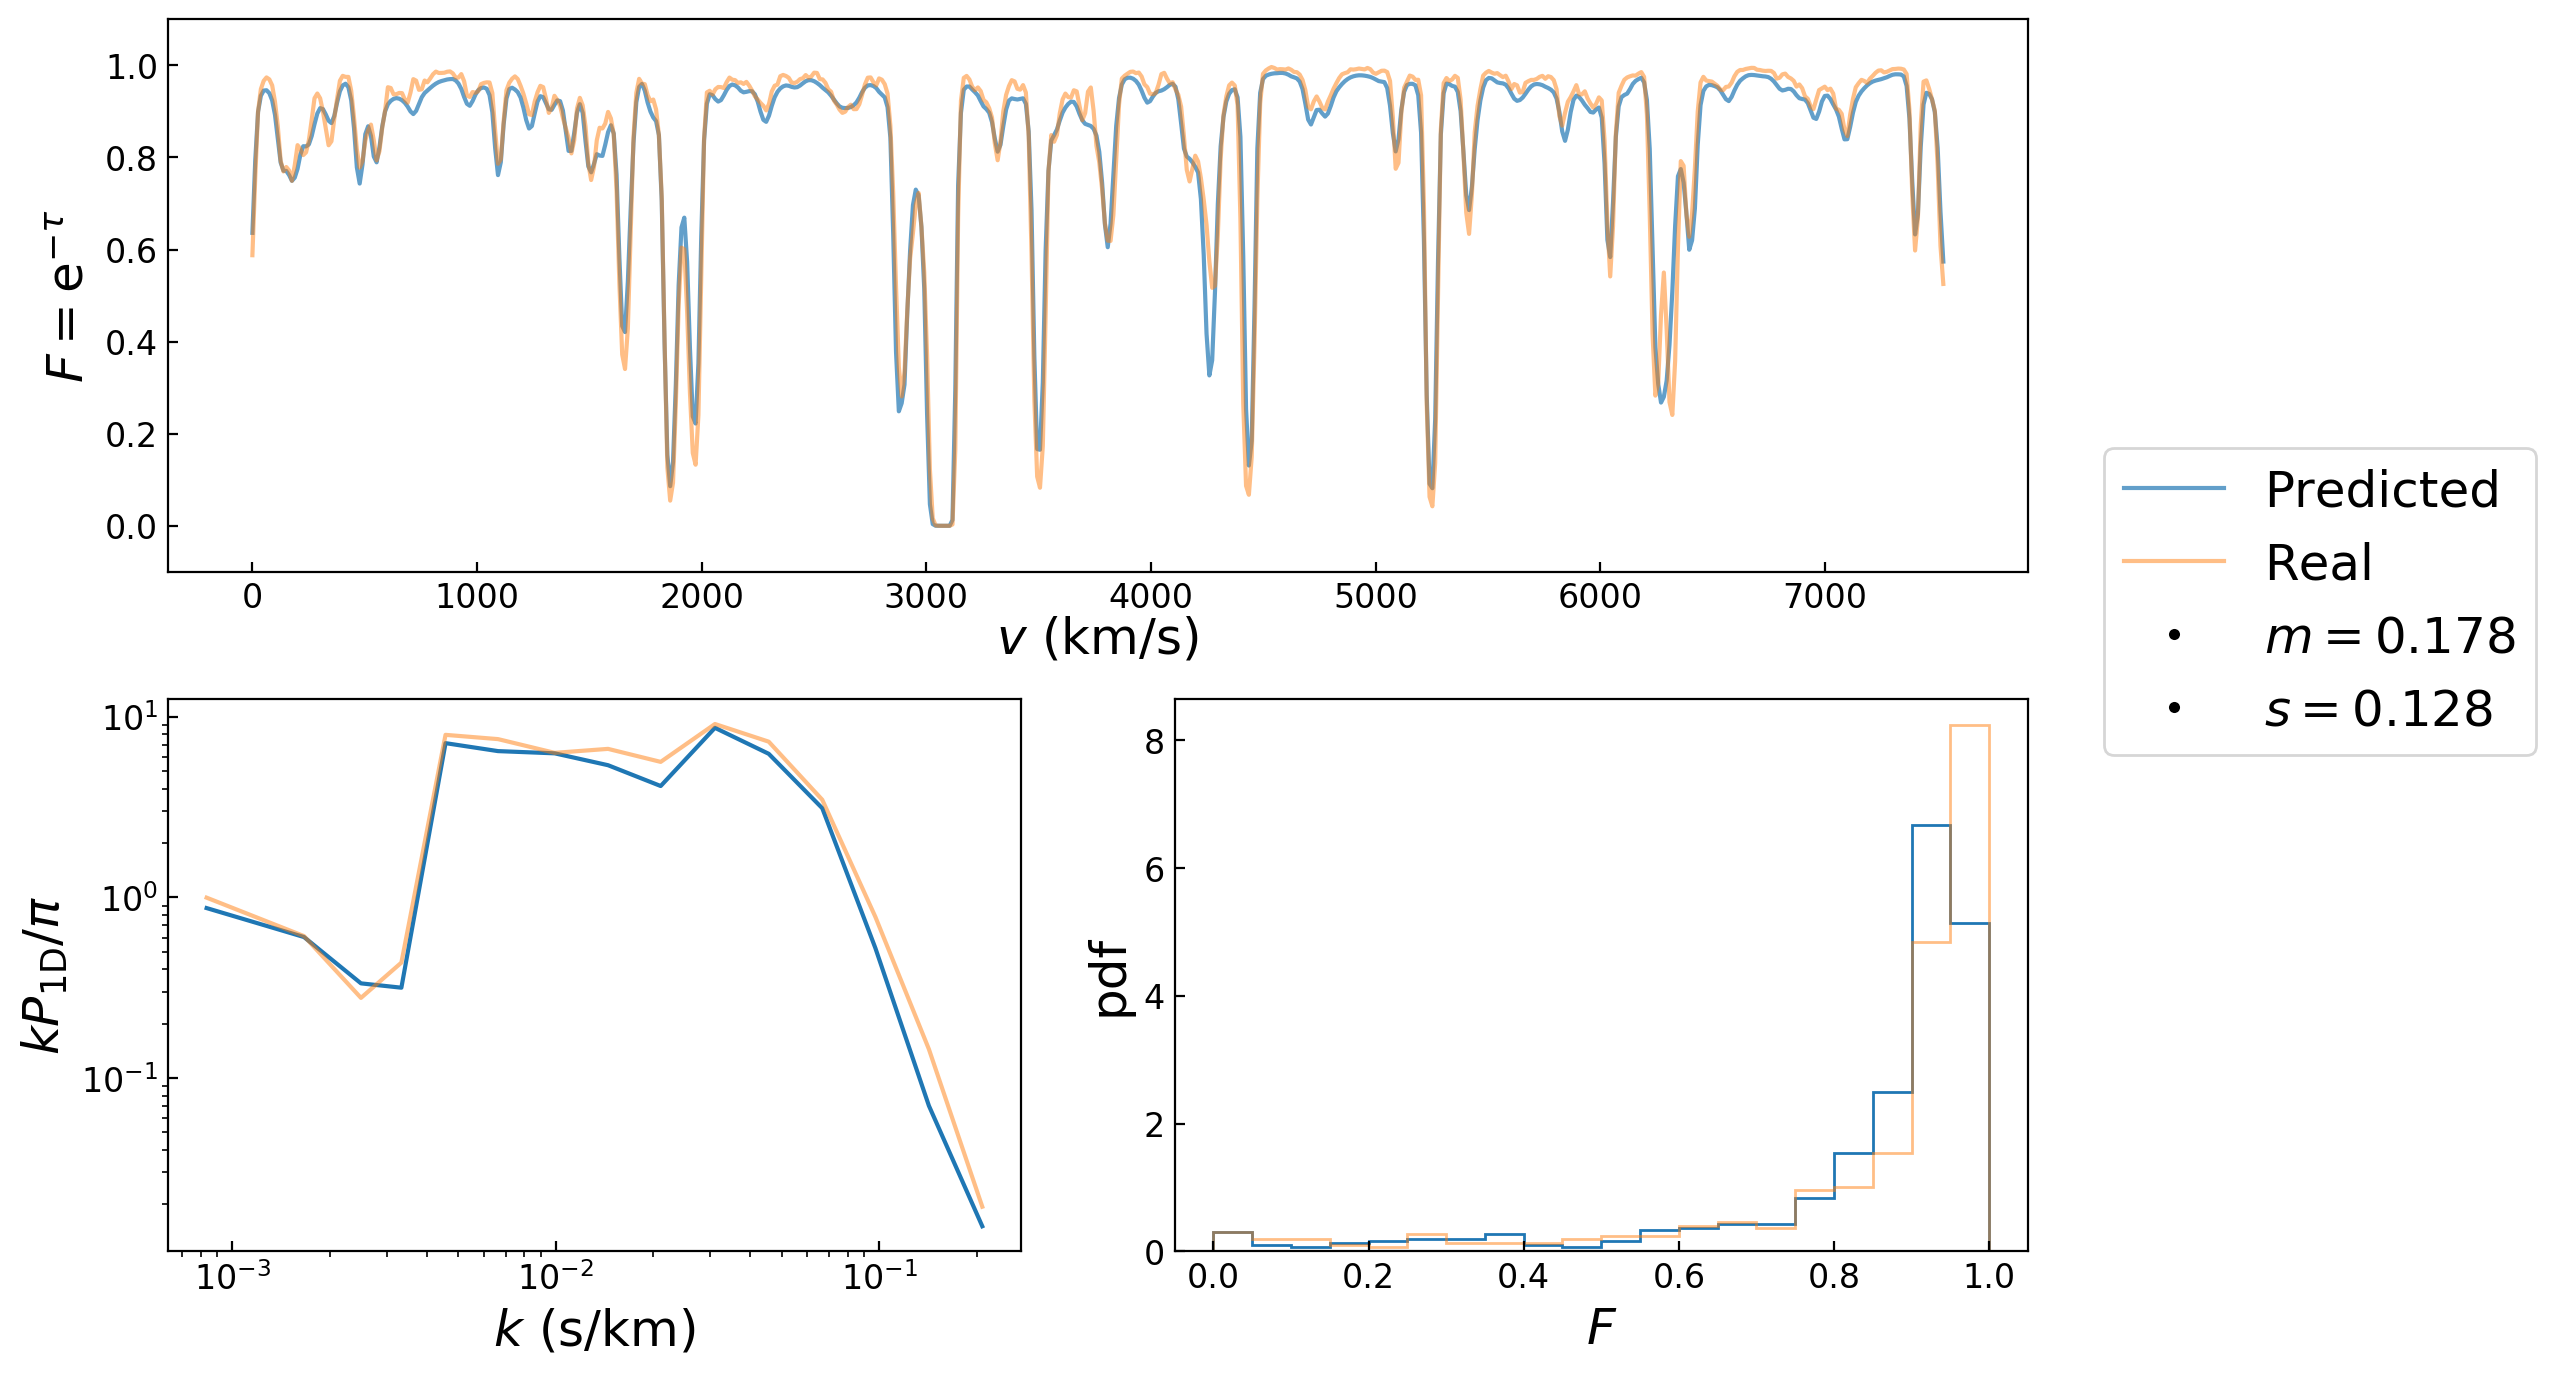 1.0
0.8
0.6
0.4
0.2
0.0
F = e^{-τ}
0 1000 2000 3000 4000 5000 6000 7000
v (km/s)
Predicted
Real
m = 0.178
s = 0.128
10^1
10^0
10^{-1}
kP_{1D}/π
10^{-3} 10^{-2} 10^{-1}
k (s/km)
8
6
4
2
0
pdf
0.0 0.2 0.4 0.6 0.8 1.0
F